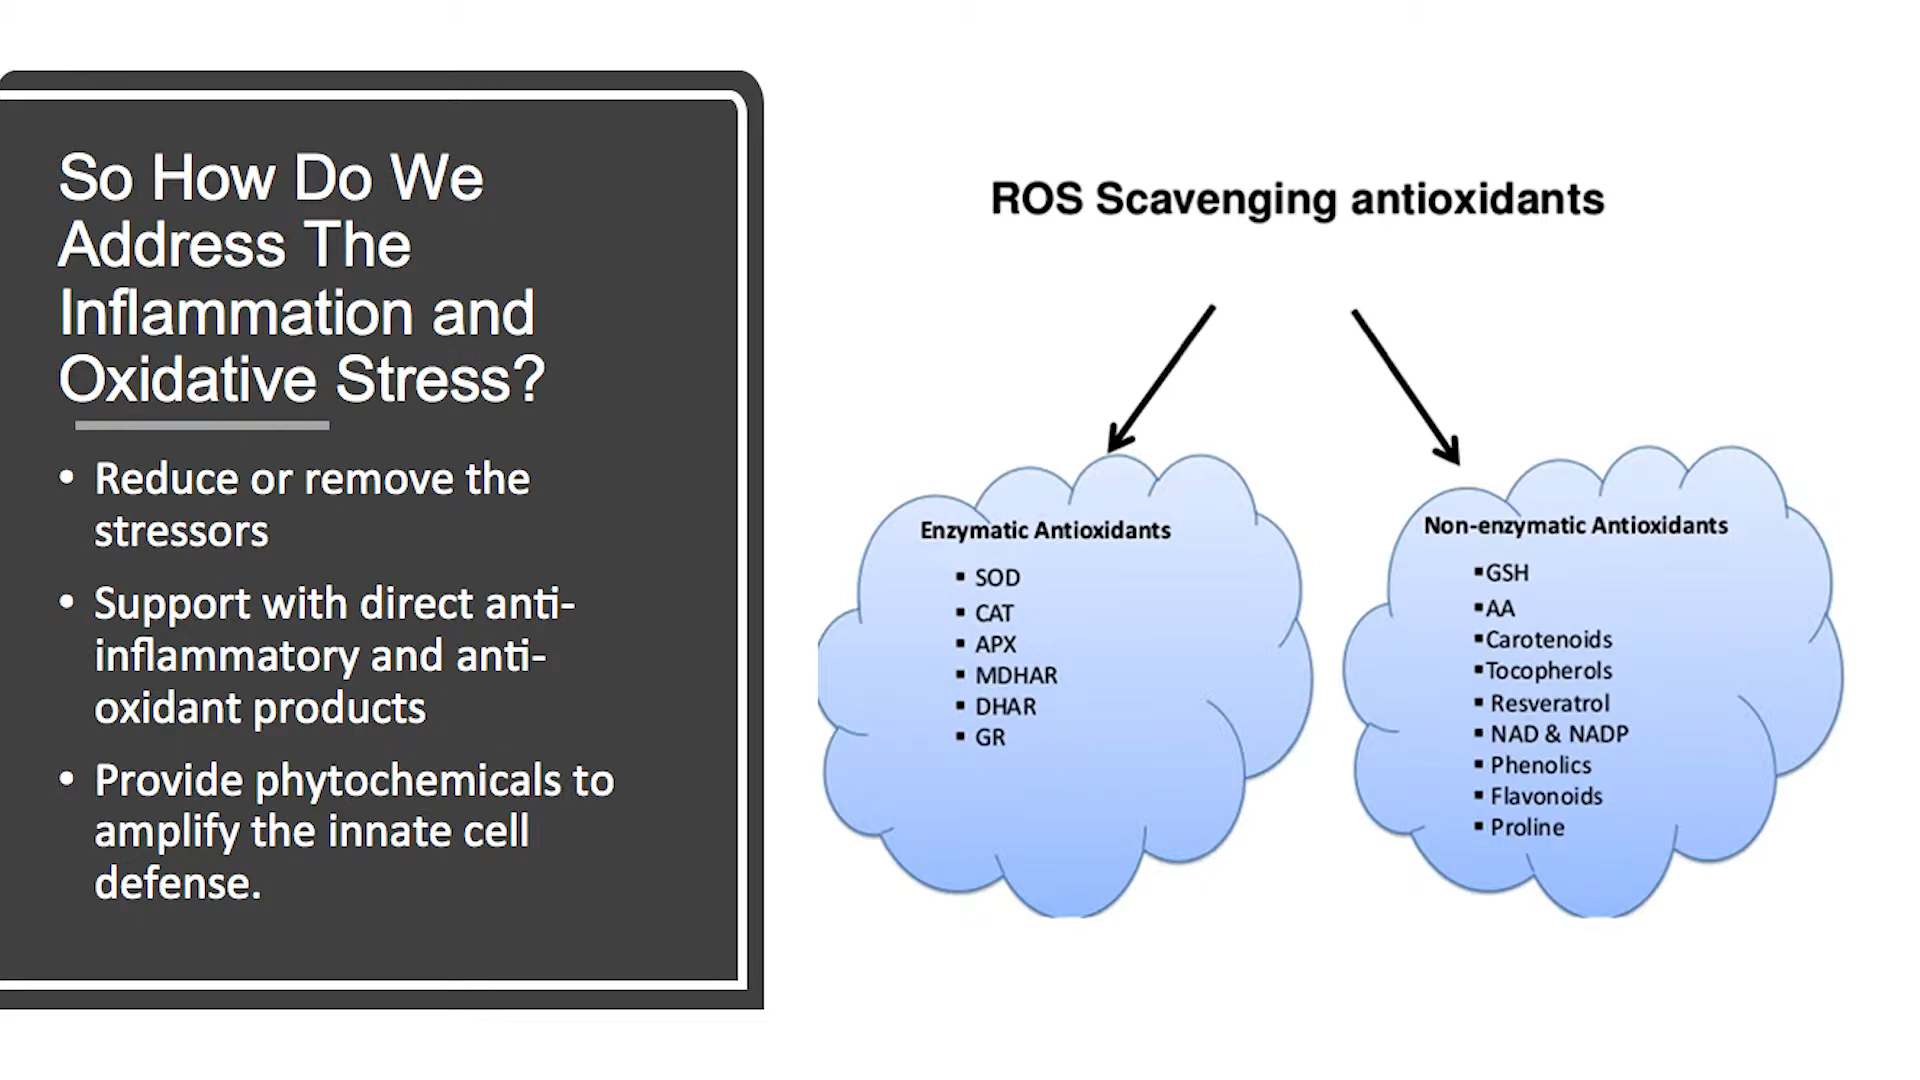 So How Do We
Address The
Inflammation and
Oxidative Stress?
• Reduce or remove the
stressors
• Support with direct anti-
inflammatory and anti-
oxidant products
• Provide phytochemicals to
amplify the innate cell
defense.
ROS Scavenging antioxidants
Enzymatic Antioxidants
▪ SOD
▪ CAT
▪ APX
▪ MDHAR
▪ DHAR
▪ GR
Non-enzymatic Antioxidants
▪GSH
▪AA
▪Carotenoids
▪Tocopherols
▪ Resveratrol
▪ NAD & NADP
▪ Phenolics
▪ Flavonoids
▪ Proline